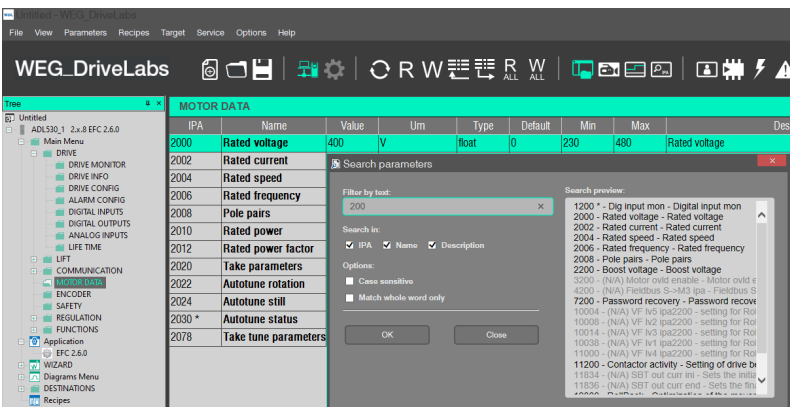 Untitled - WEG_DriveLabs
File View Parameters Recipes Target Service Options Help
WEG_DriveLabs
R W R ALL W ALL
Tree
Untitled
ADL530_1 2.x.8 EFC 2.6.0
Main Menu
DRIVE
DRIVE MONITOR
DRIVE INFO
DRIVE CONFIG
ALARM CONFIG
DIGITAL INPUTS
DIGITAL OUTPUTS
ANALOG INPUTS
LIFE TIME
LIFT
COMMUNICATION
MOTOR DATA
ENCODER
SAFETY
REGULATION
FUNCTIONS
Application
EFC 2.6.0
WIZARD
Diagrams Menu
DESTINATIONS
Recipes
MOTOR DATA
IPA Name Value Um Type Default Min Max Des
2000 Rated voltage 400 V float 0 230 480 Rated voltage
2002 Rated current
2004 Rated speed
2006 Rated frequency
2008 Pole pairs
2010 Rated power
2012 Rated power factor
2020 Take parameters
2022 Autotune rotation
2024 Autotune still
2030 * Autotune status
2078 Take tune parameters
Search parameters
Filter by text:
200
Search in:
IPA Name Description
Options:
Case sensitive
Match whole word only
OK Close
Search preview:
1200 * - Dig input mon - Digital input mon
2000 - Rated voltage - Rated voltage
2002 - Rated current - Rated current
2004 - Rated speed - Rated speed
2006 - Rated frequency - Rated frequency
2008 - Pole pairs - Pole pairs
2200 - Boost voltage - Boost voltage
3200 - (N/A) Motor ovld enable - Motor ovld e
4200 - (N/A) Fieldbus S->M3 ipa - Fieldbus S
7200 - Password recovery - Password recove
10004 - (N/A) VF lv5 ipa2200 - setting for Rol
10008 - (N/A) VF lv2 ipa2200 - setting for Rol
10014 - (N/A) VF lv3 ipa2200 - setting for Rol
10038 - (N/A) VF lv1 ipa2200 - setting for Rol
11000 - (N/A) VF lv4 ipa2200 - setting for Rol
11200 - Contactor activity - Setting of drive be
11834 - (N/A) SBT out curr ini - Sets the initia
11836 - (N/A) SBT out curr end - Sets the fina